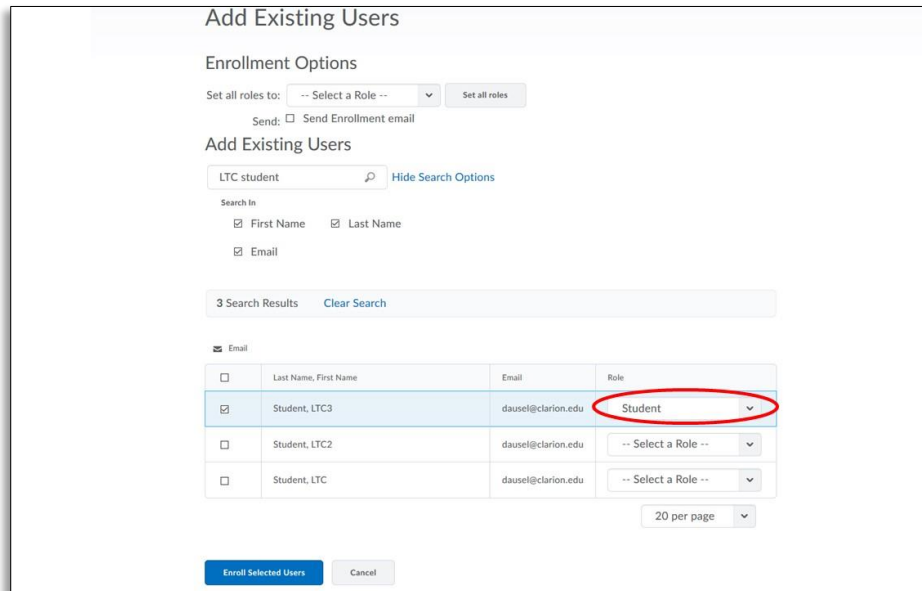 Add Existing Users
Enrollment Options
Set all roles to: -- Select a Role -- Set all roles
Send: Send Enrollment email
Add Existing Users
LTC student Hide Search Options
Search In
First Name Last Name
Email
3 Search Results Clear Search
Email
Last Name, First Name Email Role
Student, LTC3 dausel@clarion.edu Student
Student, LTC2 dausel@clarion.edu -- Select a Role --
Student, LTC dausel@clarion.edu -- Select a Role --
20 per page
Enroll Selected Users Cancel